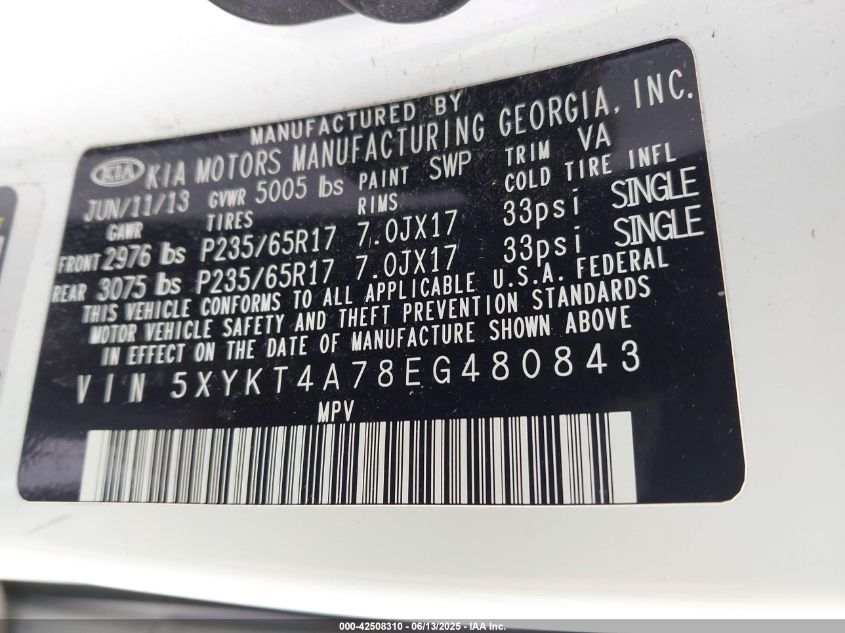 MANUFACTURED BY
KIA KIA MOTORS MANUFACTURING GEORGIA, INC.
JUN/11/13 GVWR 5005 lbs PAINT SWP TRIM VA
GAWR TIRES RIMS COLD TIRE INFL
FRONT 2976 lbs P235/65R17 7.0JX17 33psi SINGLE
REAR 3075 lbs P235/65R17 7.0JX17 33psi SINGLE
THIS VEHICLE CONFORMS TO ALL APPLICABLE U.S.A. FEDERAL
MOTOR VEHICLE SAFETY AND THEFT PREVENTION STANDARDS
IN EFFECT ON THE DATE OF MANUFACTURE SHOWN ABOVE
VIN 5XYKT4A78EG480843
MPV
000-42508310 - 06/13/2025 - IAA Inc.